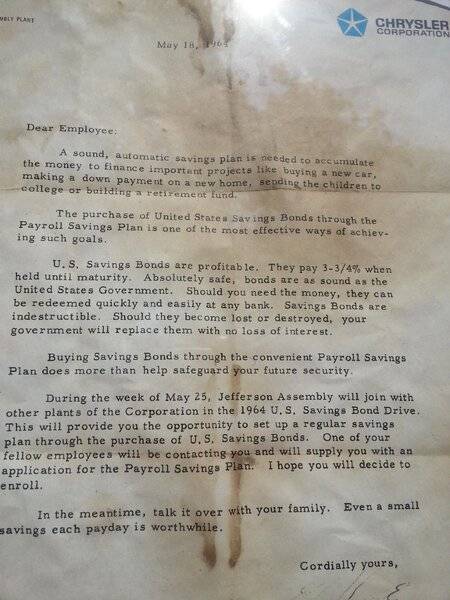 MBLY PLANT
CHRYSLER
CORPORATION
May 18, 1964
Dear Employee:
A sound, automatic savings plan is needed to accumulate
the money to finance important projects like buying a new car,
making a down payment on a new home, sending the children to
college or building a retirement fund.
The purchase of United States Savings Bonds through the
Payroll Savings Plan is one of the most effective ways of achiev-
ing such goals.
U.S. Savings Bonds are profitable. They pay 3-3/4% when
held until maturity. Absolutely safe, bonds are as sound as the
United States Government. Should you need the money, they can
be redeemed quickly and easily at any bank. Savings Bonds are
indestructible. Should they become lost or destroyed, your
government will replace them with no loss of interest.
Buying Savings Bonds through the convenient Payroll Savings
Plan does more than help safeguard your future security.
During the week of May 25, Jefferson Assembly will join with
other plants of the Corporation in the 1964 U.S. Savings Bond Drive.
This will provide you the opportunity to set up a regular savings
plan through the purchase of U.S. Savings Bonds. One of your
fellow employees will be contacting you and will supply you with an
application for the Payroll Savings Plan. I hope you will decide to
enroll.
In the meantime, talk it over with your family. Even a small
savings each payday is worthwhile.
Cordially yours,